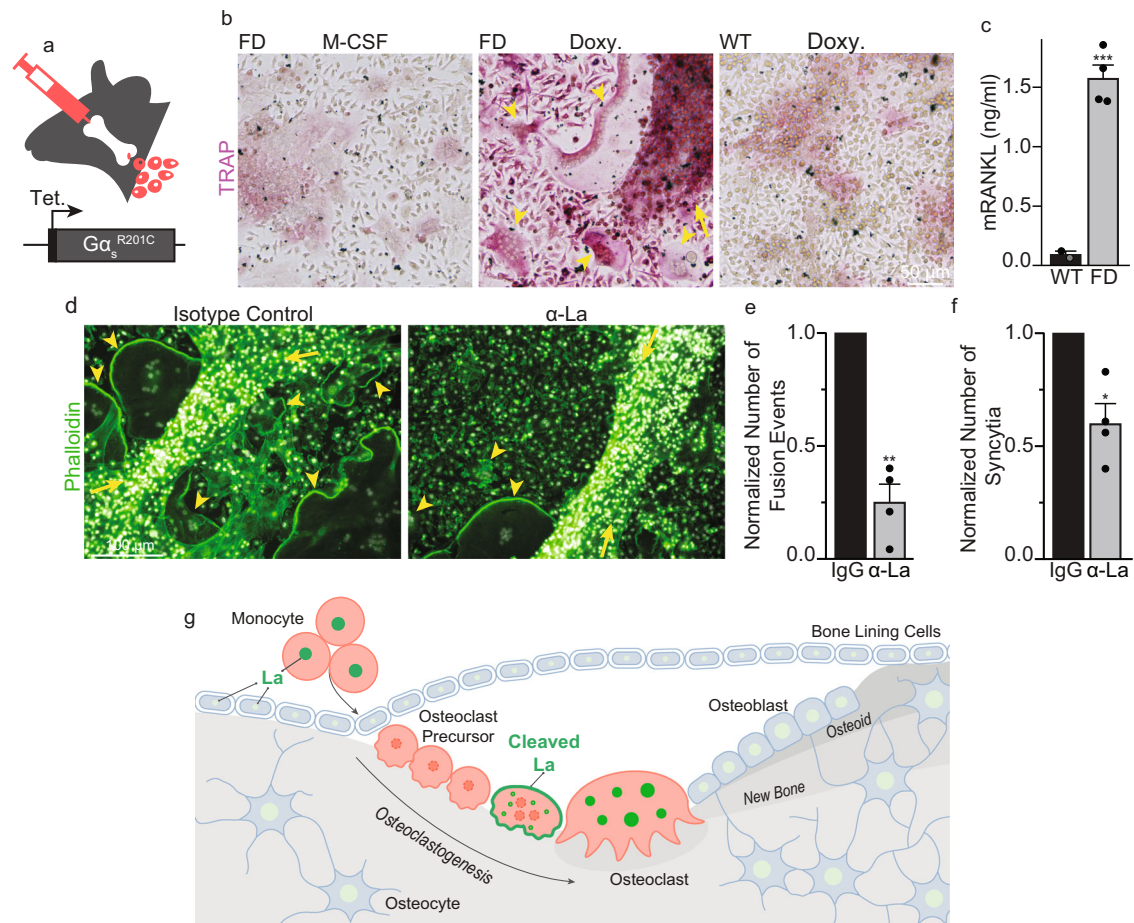 a
Tet.
Gα s R201C
b
FD M-CSF
FD Doxy.
WT Doxy.
TRAP
50 μm
c
mRANKL (ng/ml)
1.5
1.0
0.5
0.0
***
WT FD
d
Isotype Control
α-La
Phalloidin
100 μm
e
Normalized Number of
Fusion Events
1.0
0.5
0.0
**
IgG α-La
f
Normalized Number of
Syncytia
1.0
0.5
0.0
*
IgG α-La
g
Monocyte
La
Bone Lining Cells
Osteoclast
Precursor
Cleaved
La
Osteoblast
Osteoid
New Bone
Osteoclastogenesis
Osteoclast
Osteocyte